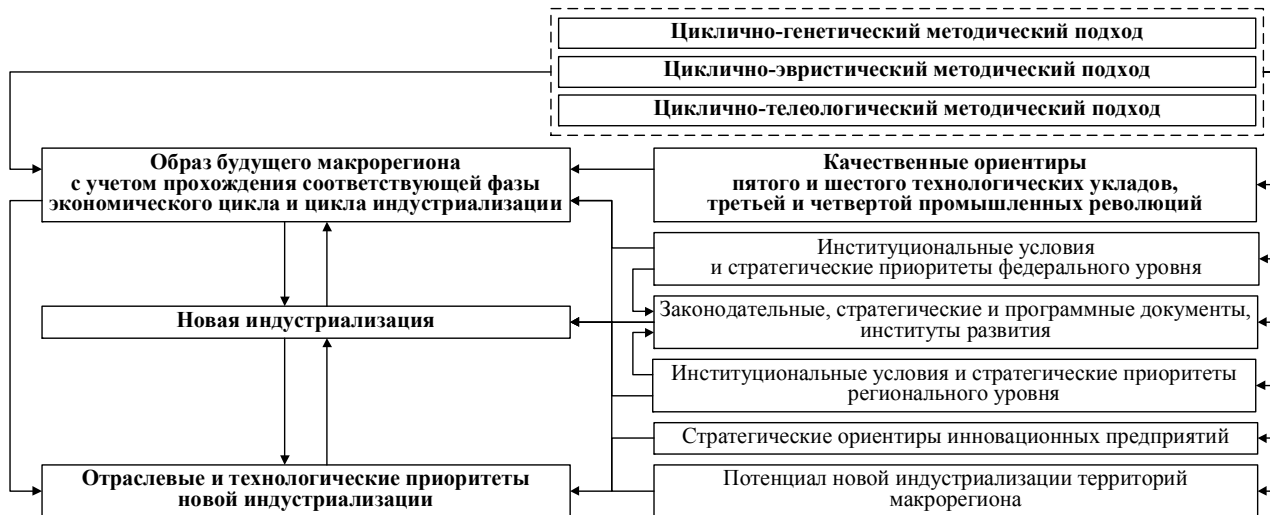 Циклично-генетический методический подход
Циклично-эвристический методический подход
Циклично-телеологический методический подход
Образ будущего макрорегиона
с учетом прохождения соответствующей фазы
экономического цикла и цикла индустриализации
Качественные ориентиры
пятого и шестого технологических укладов,
третьей и четвертой промышленных революций
Институциональные условия
и стратегические приоритеты федерального уровня
Новая индустриализация
Законодательные, стратегические и программные документы,
институты развития
Институциональные условия и стратегические приоритеты
регионального уровня
Стратегические ориентиры инновационных предприятий
Отраслевые и технологические приоритеты
новой индустриализации
Потенциал новой индустриализации территорий
макрорегиона